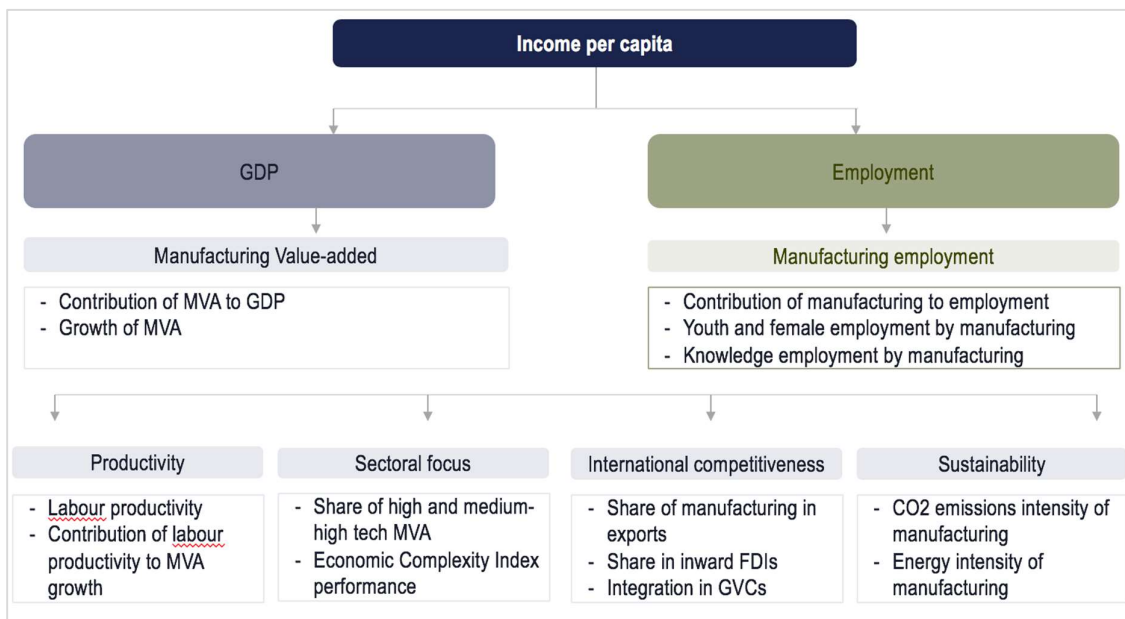 Income per capita
GDP
Employment
Manufacturing Value-added
Manufacturing employment
- Contribution of MVA to GDP
- Growth of MVA
- Contribution of manufacturing to employment
- Youth and female employment by manufacturing
- Knowledge employment by manufacturing
Productivity
Sectoral focus
International competitiveness
Sustainability
- Labour productivity
- Contribution of labour
productivity to MVA
growth
- Share of high and medium-
high tech MVA
- Economic Complexity Index
performance
- Share of manufacturing in
exports
- Share in inward FDIs
- Integration in GVCs
- CO2 emissions intensity of
manufacturing
- Energy intensity of
manufacturing